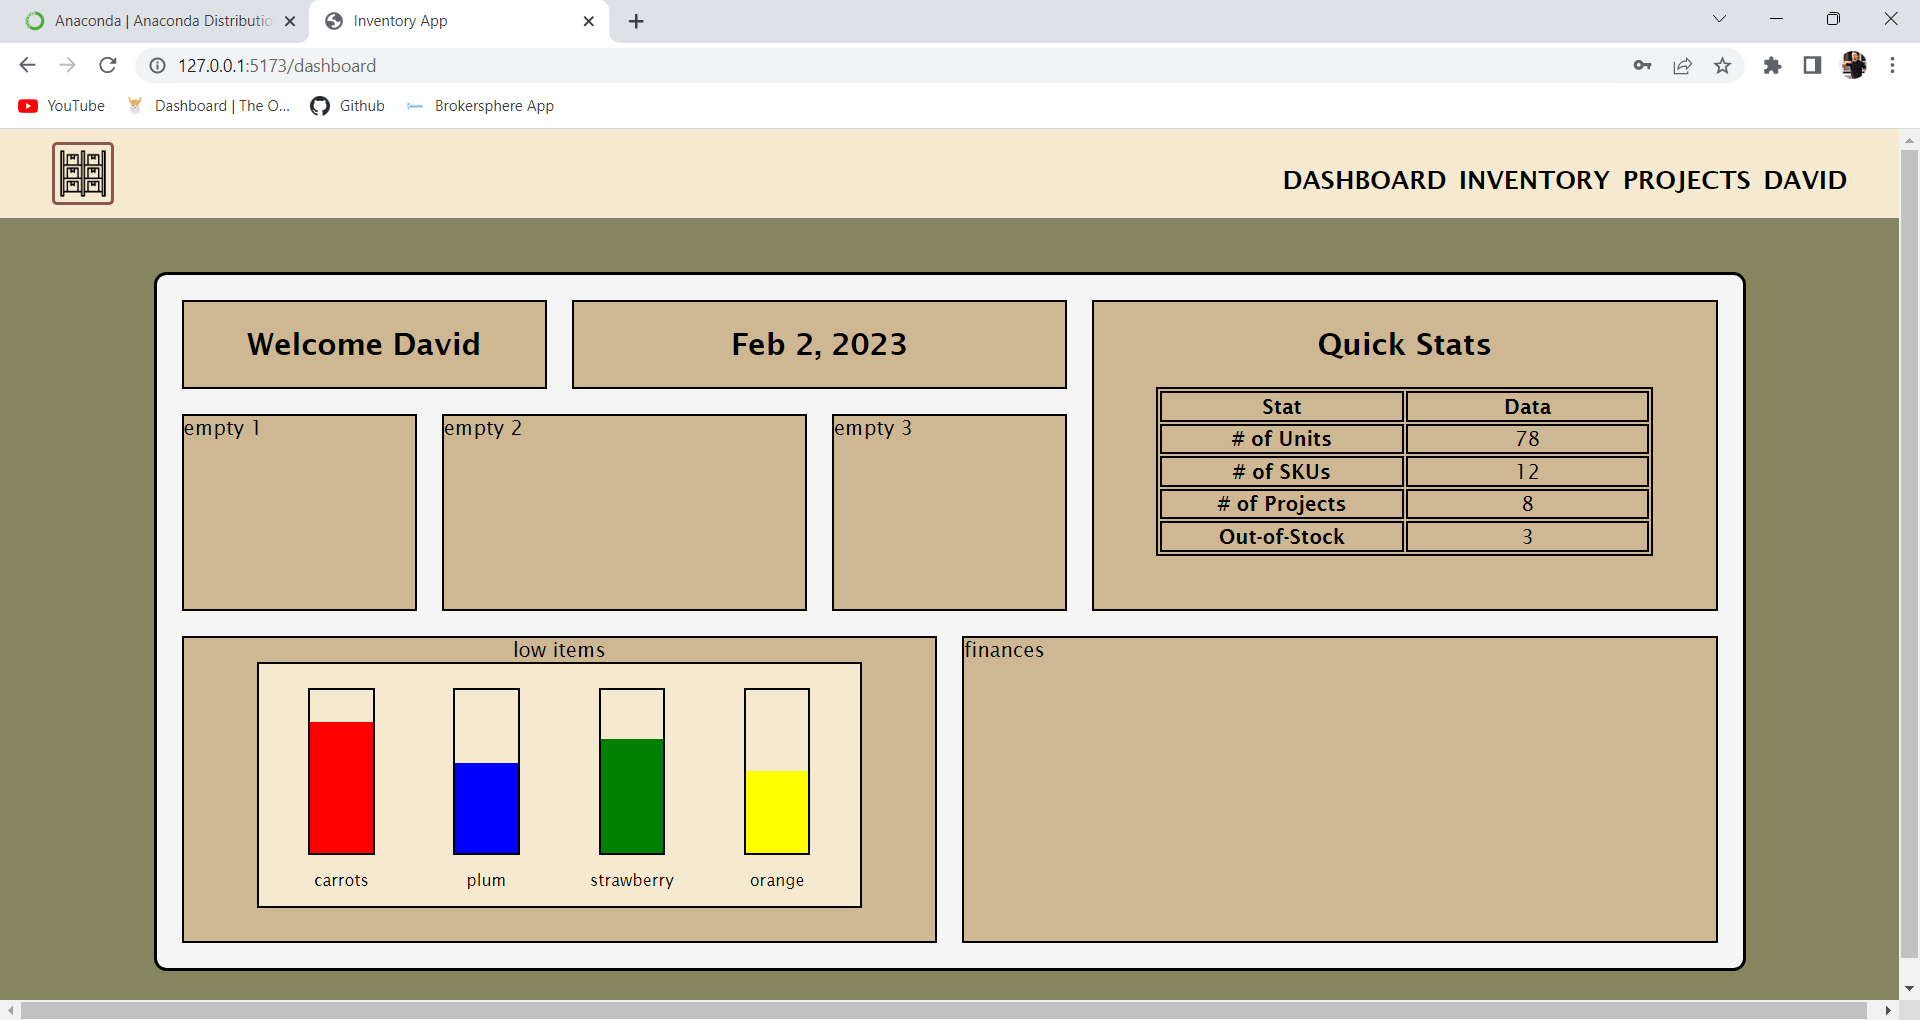 Anaconda | Anaconda Distributio
Inventory App
127.0.0.1:5173/dashboard
YouTube
Dashboard | The O...
Github
Brokersphere App
DASHBOARD INVENTORY PROJECTS DAVID
Welcome David
Feb 2, 2023
Quick Stats
Stat Data
# of Units 78
# of SKUs 12
# of Projects 8
Out-of-Stock 3
empty 1
empty 2
empty 3
low items
carrots plum strawberry orange
finances